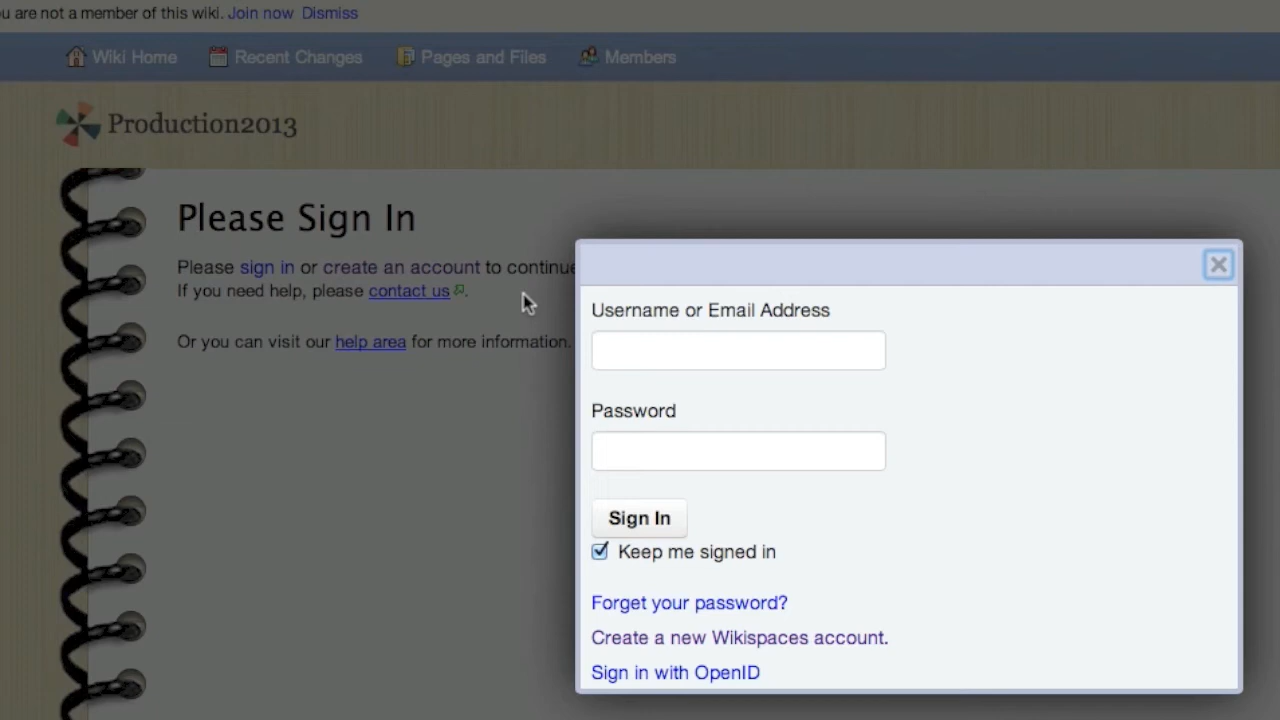 are not a member of this wiki. Join now Dismiss
Wiki Home Recent Changes Pages and Files Members
Production2013
Please Sign In
Please sign in or create an account to continue
If you need help, please contact us.
Or you can visit our help area for more information.
Username or Email Address
Password
Sign In
Keep me signed in
Forget your password?
Create a new Wikispaces account.
Sign in with OpenID